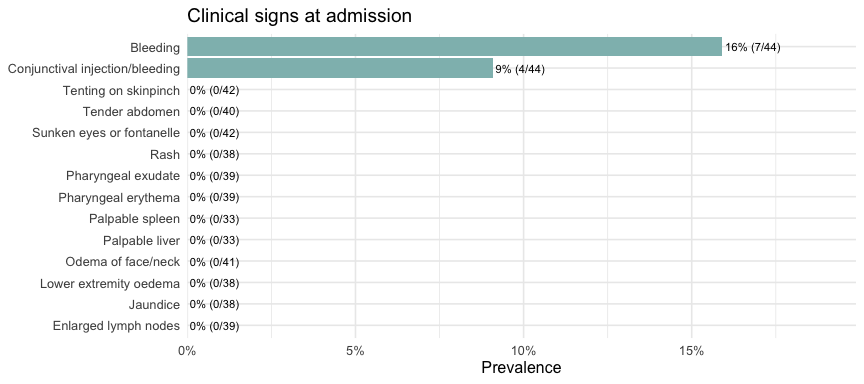 Clinical signs at admission
Bleeding 16% (7/44)
Conjunctival injection/bleeding 9% (4/44)
Tenting on skinpinch 0% (0/42)
Tender abdomen 0% (0/40)
Sunken eyes or fontanelle 0% (0/42)
Rash 0% (0/38)
Pharyngeal exudate 0% (0/39)
Pharyngeal erythema 0% (0/39)
Palpable spleen 0% (0/33)
Palpable liver 0% (0/33)
Odema of face/neck 0% (0/41)
Lower extremity oedema 0% (0/38)
Jaundice 0% (0/38)
Enlarged lymph nodes 0% (0/39)
0% 5% 10% 15%
Prevalence